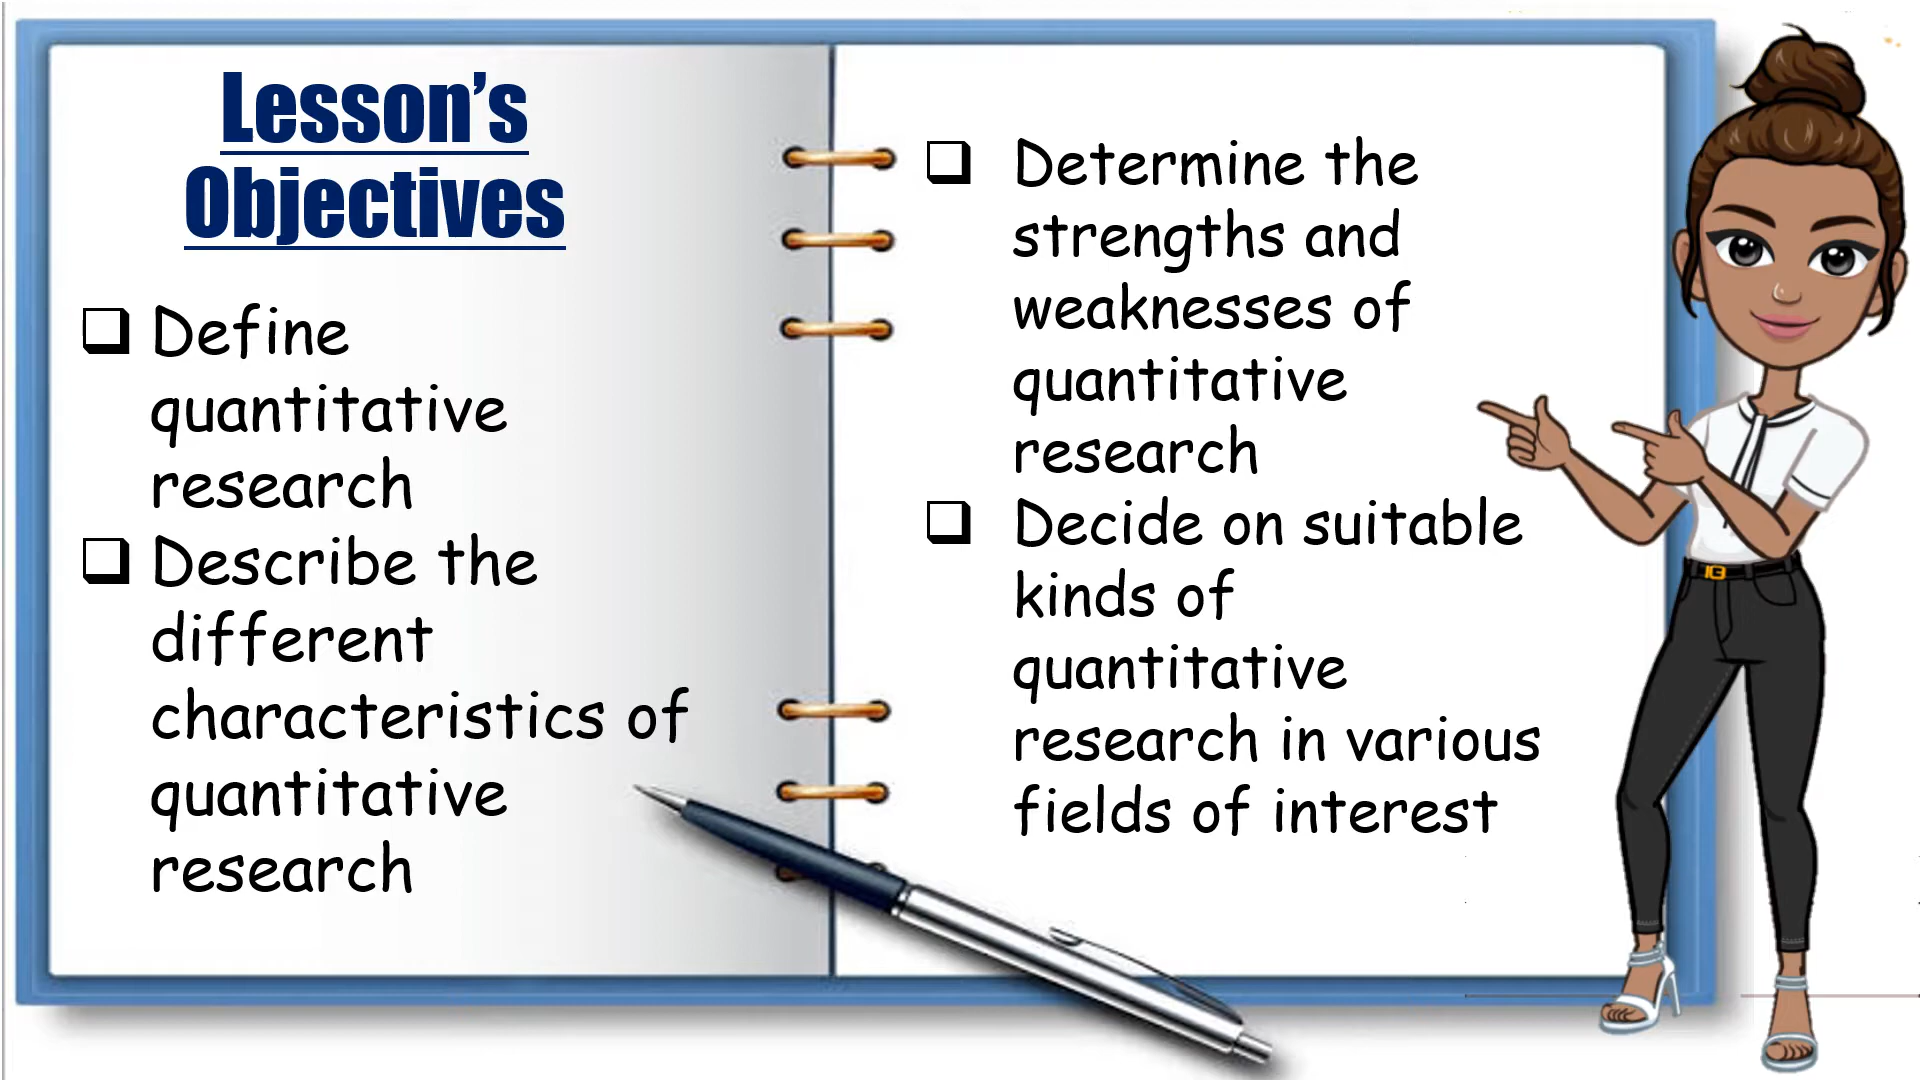 Lesson’s
Objectives
❑ Define
quantitative
research
❑ Describe the
different
characteristics of
quantitative
research
❑ Determine the
strengths and
weaknesses of
quantitative
research
❑ Decide on suitable
kinds of
quantitative
research in various
fields of interest